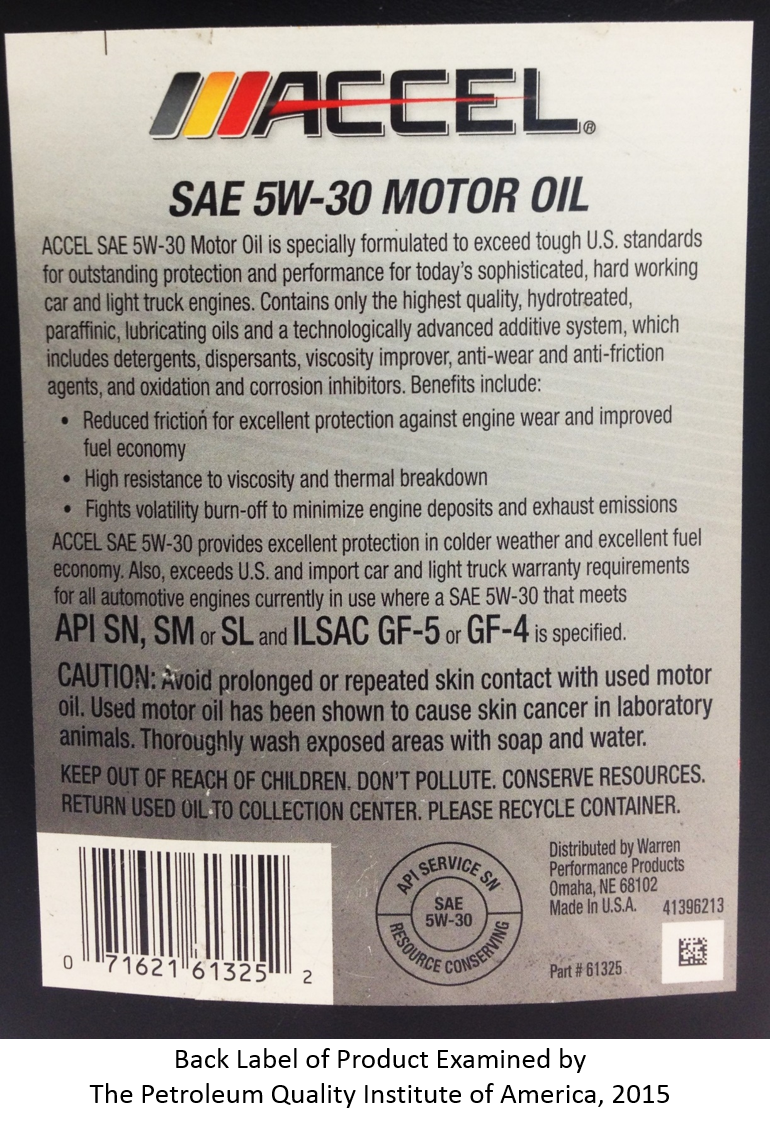 ACCEL®
SAE 5W-30 MOTOR OIL
ACCEL SAE 5W-30 Motor Oil is specially formulated to exceed tough U.S. standards
for outstanding protection and performance for today's sophisticated, hard working
car and light truck engines. Contains only the highest quality, hydrotreated,
paraffinic, lubricating oils and a technologically advanced additive system, which
includes detergents, dispersants, viscosity improver, anti-wear and anti-friction
agents, and oxidation and corrosion inhibitors. Benefits include:
• Reduced friction for excellent protection against engine wear and improved
fuel economy
• High resistance to viscosity and thermal breakdown
• Fights volatility burn-off to minimize engine deposits and exhaust emissions
ACCEL SAE 5W-30 provides excellent protection in colder weather and excellent fuel
economy. Also, exceeds U.S. and import car and light truck warranty requirements
for all automotive engines currently in use where a SAE 5W-30 that meets
API SN, SM or SL and ILSAC GF-5 or GF-4 is specified.
CAUTION: Avoid prolonged or repeated skin contact with used motor
oil. Used motor oil has been shown to cause skin cancer in laboratory
animals. Thoroughly wash exposed areas with soap and water.
KEEP OUT OF REACH OF CHILDREN. DON'T POLLUTE. CONSERVE RESOURCES.
RETURN USED OIL TO COLLECTION CENTER. PLEASE RECYCLE CONTAINER.
0 71621 61325 2
API SERVICE SN
SAE
5W-30
RESOURCE CONSERVING
Distributed by Warren
Performance Products
Omaha, NE 68102
Made In U.S.A. 41396213
Part # 61325
Back Label of Product Examined by
The Petroleum Quality Institute of America, 2015